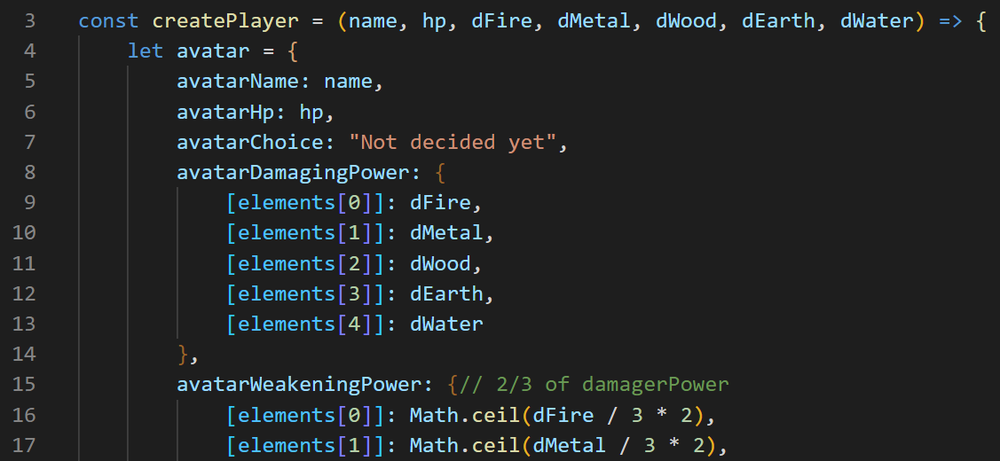 3 const createPlayer = (name, hp, dFire, dMetal, dWood, dEarth, dWater) => {
4 let avatar = {
5 avatarName: name,
6 avatarHp: hp,
7 avatarChoice: "Not decided yet",
8 avatarDamagingPower: {
9 [elements[0]]: dFire,
10 [elements[1]]: dMetal,
11 [elements[2]]: dWood,
12 [elements[3]]: dEarth,
13 [elements[4]]: dWater
14 },
15 avatarWeakeningPower: {// 2/3 of damagerPower
16 [elements[0]]: Math.ceil(dFire / 3 * 2),
17 [elements[1]]: Math.ceil(dMetal / 3 * 2),